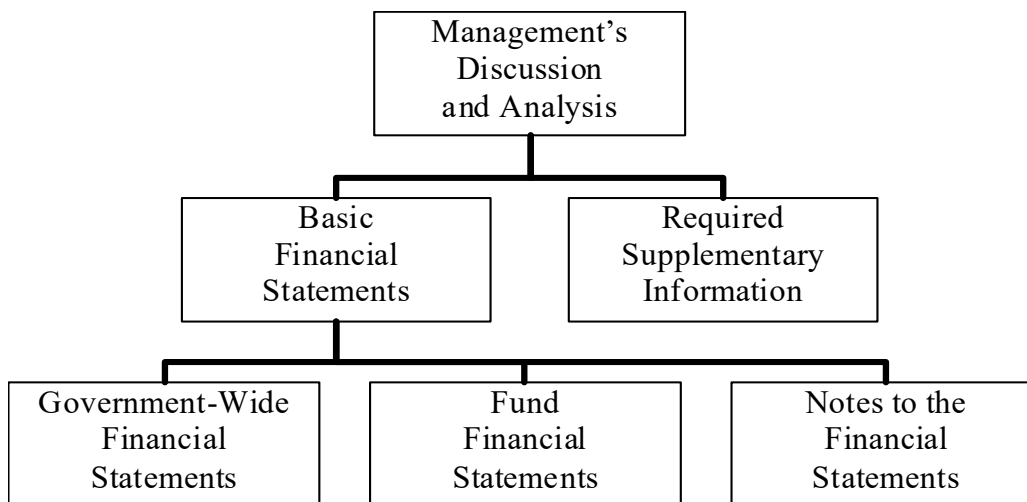 Management’s
Discussion
and Analysis
Basic
Financial
Statements
Required
Supplementary
Information
Government-Wide
Financial
Statements
Fund
Financial
Statements
Notes to the
Financial
Statements